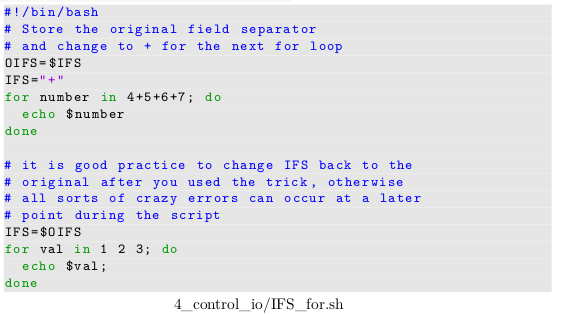 #!/bin/bash
# Store the original field separator
# and change to + for the next for loop
OIFS=$IFS
IFS="+"
for number in 4+5+6+7; do
  echo $number
done

# it is good practice to change IFS back to the
# original after you used the trick, otherwise
# all sorts of crazy errors can occur at a later
# point during the script
IFS=$OIFS
for val in 1 2 3; do
  echo $val;
done
4_control_io/IFS_for.sh